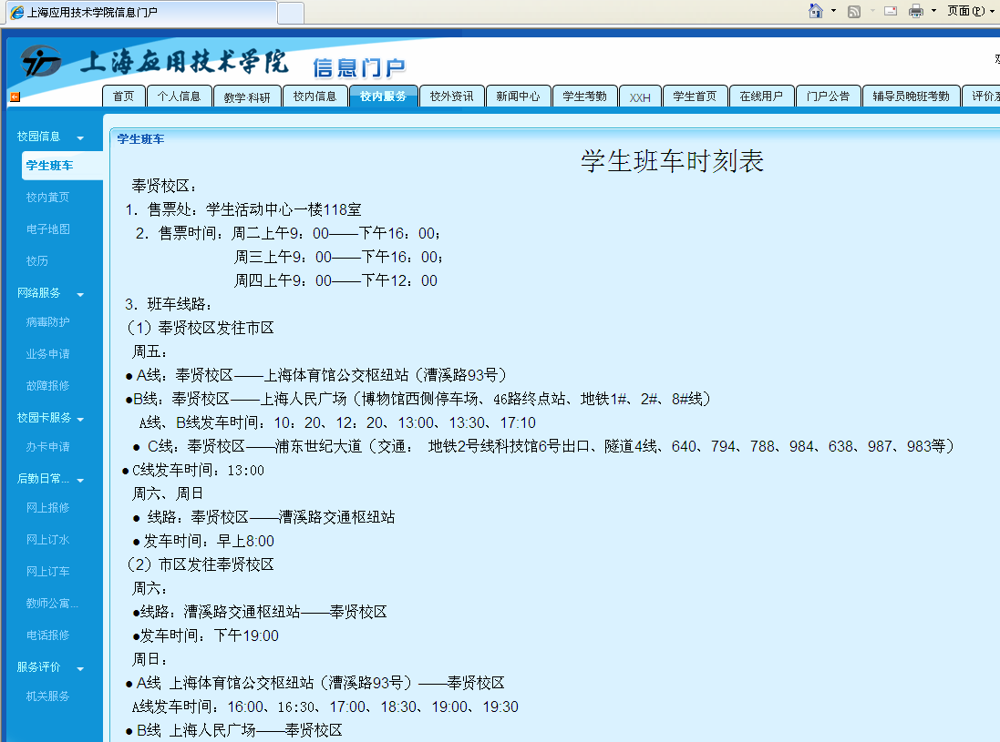 上海应用技术学院信息门户
页面(P)
上海应用技术学院 信息门户
首页 个人信息 教学科研 校内信息 校内服务 校外资讯 新闻中心 学生考勤 XXH 学生首页 在线用户 门户公告 辅导员晚班考勤
校园信息
学生班车
校内黄页
电子地图
校历
网络服务
病毒防护
业务申请
故障报修
校园卡服务
办卡申请
后勤日常...
网上报修
网上订水
网上订车
教师公寓...
电话报修
服务评价
机关服务
学生班车
学生班车时刻表
奉贤校区：
1．售票处：学生活动中心一楼118室
2．售票时间：周二上午9：00——下午16：00；
周三上午9：00——下午16：00；
周四上午9：00——下午12：00
3．班车线路：
（1）奉贤校区发往市区
周五：
●A线：奉贤校区——上海体育馆公交枢纽站（漕溪路93号）
●B线：奉贤校区——上海人民广场（博物馆西侧停车场、46路终点站、地铁1#、2#、8#线）
A线、B线发车时间：10：20、12：20、13:00、13:30、17:10
● C线：奉贤校区——浦东世纪大道（交通： 地铁2号线科技馆6号出口、隧道4线、640、794、788、984、638、987、983等）
●C线发车时间：13:00
周六、周日
● 线路：奉贤校区——漕溪路交通枢纽站
●发车时间：早上8:00
（2）市区发往奉贤校区
周六：
●线路：漕溪路交通枢纽站——奉贤校区
●发车时间：下午19:00
周日：
●A线 上海体育馆公交枢纽站（漕溪路93号）——奉贤校区
A线发车时间：16:00、16:30、17:00、18:30、19:00、19:30
●B线 上海人民广场——奉贤校区